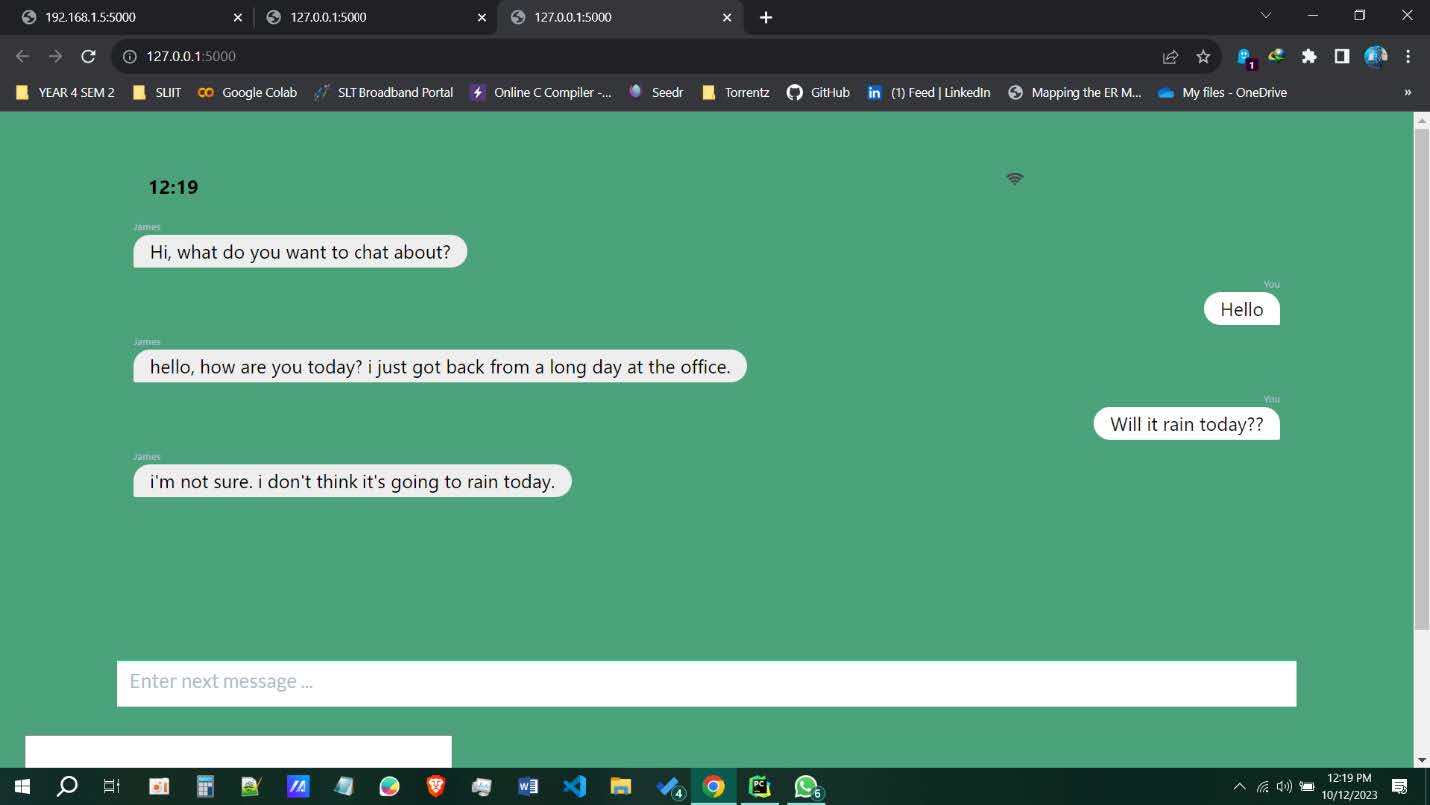 192.168.1.5:5000
127.0.0.1:5000
127.0.0.1:5000
127.0.0.1:5000
1
YEAR 4 SEM 2
SLIIT
Google Colab
SLT Broadband Portal
Online C Compiler -...
Seedr
Torrentz
GitHub
(1) Feed | LinkedIn
Mapping the ER M...
My files - OneDrive
»
12:19
James
Hi, what do you want to chat about?
You
Hello
James
hello, how are you today? i just got back from a long day at the office.
You
Will it rain today??
James
i'm not sure. i don't think it's going to rain today.
Enter next message ...
4
PC
6
12:19 PM
10/12/2023